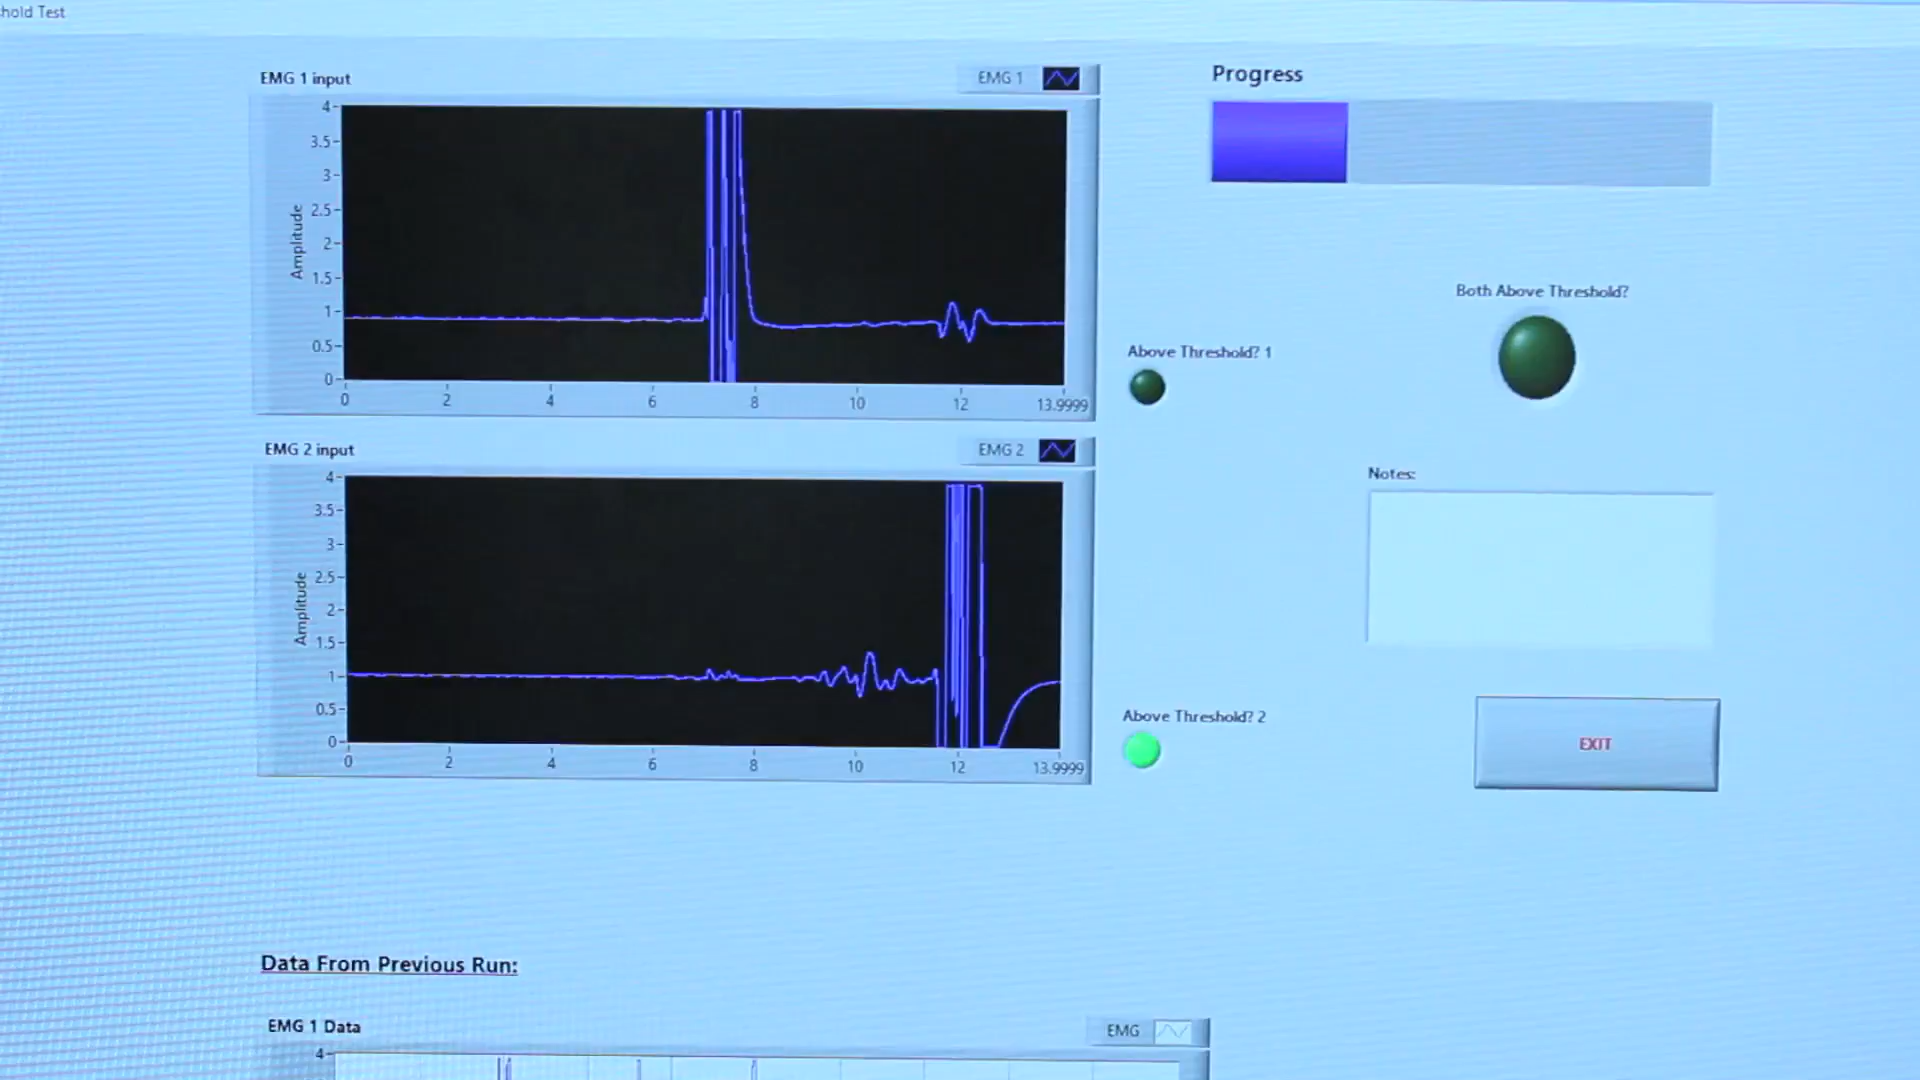 hold Test
EMG 1 input
EMG 1
Progress
4
3.5
3
2.5
2
1.5
1
0.5
0
Amplitude
0 2 4 6 8 10 12 13.9999
Both Above Threshold?
Above Threshold? 1
EMG 2 input
EMG 2
Notes:
4
3.5
3
2.5
2
1.5
1
0.5
0
Amplitude
0 2 4 6 8 10 12 13.9999
Above Threshold? 2
EXIT
Data From Previous Run:
EMG 1 Data
EMG
4